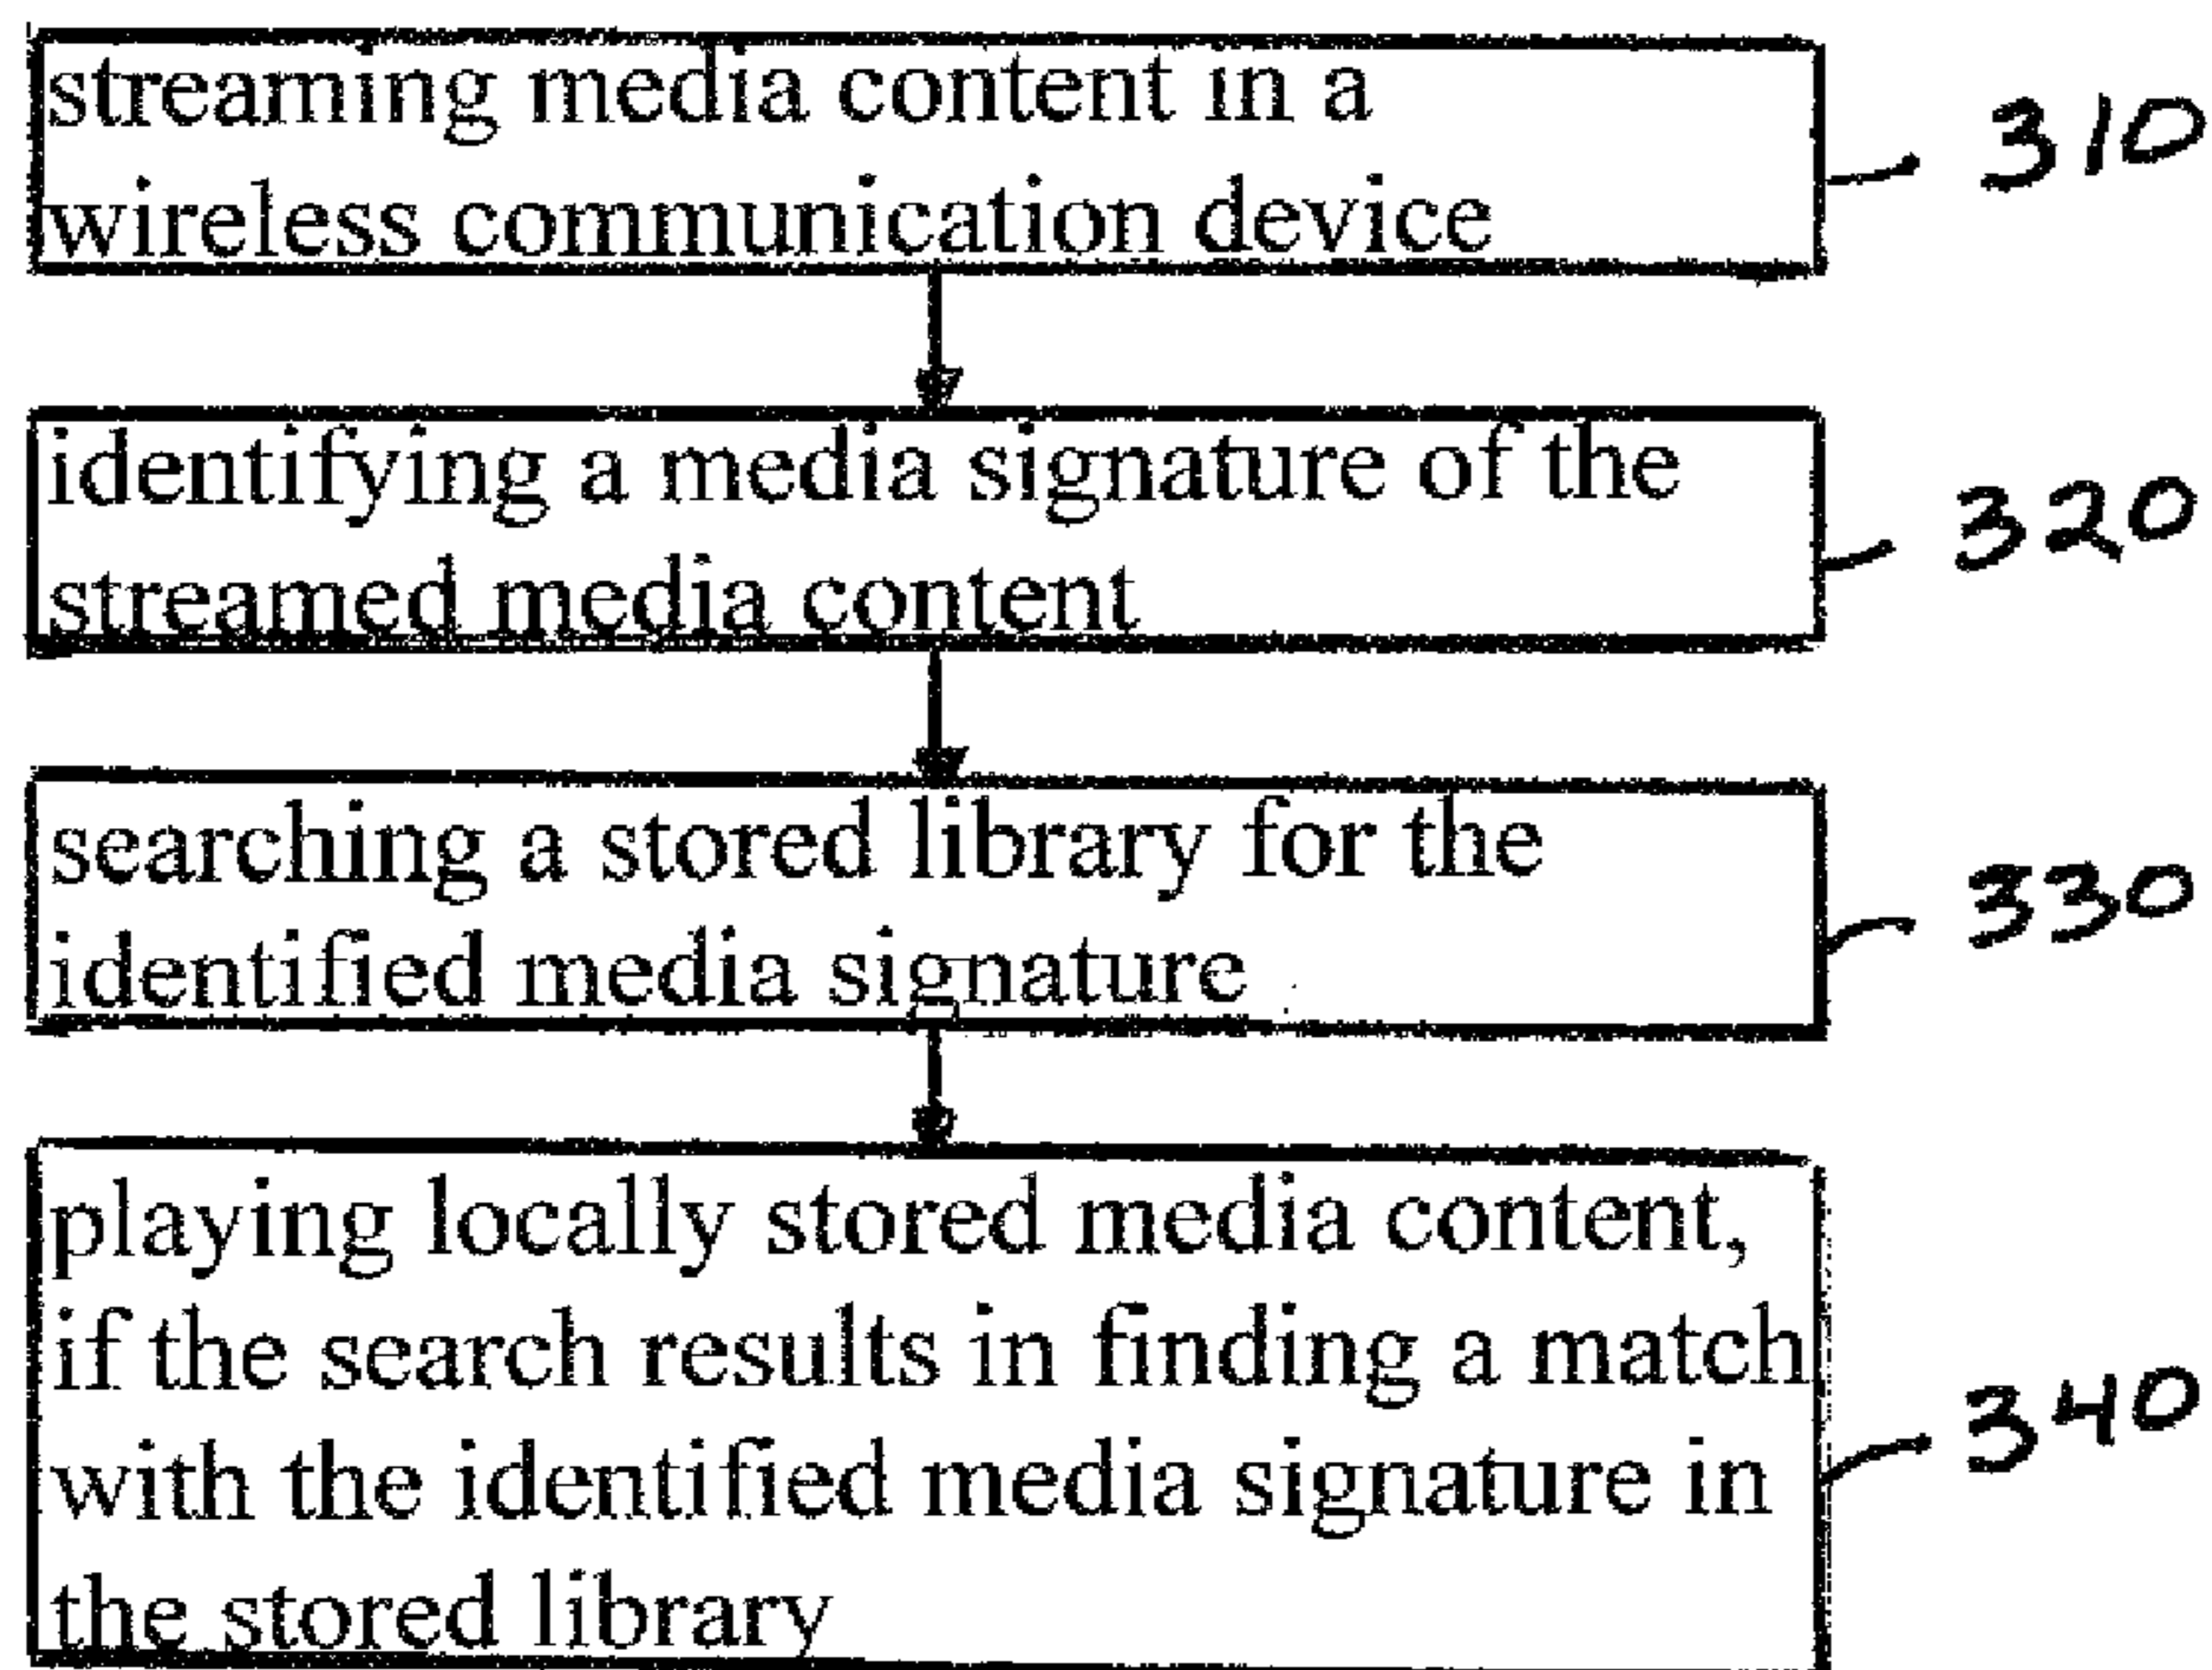 streaming media content in a
wireless communication device
310
identifying a media signature of the
streamed media content
320
searching a stored library for the
identified media signature
330
playing locally stored media content,
if the search results in finding a match
with the identified media signature in
the stored library
340